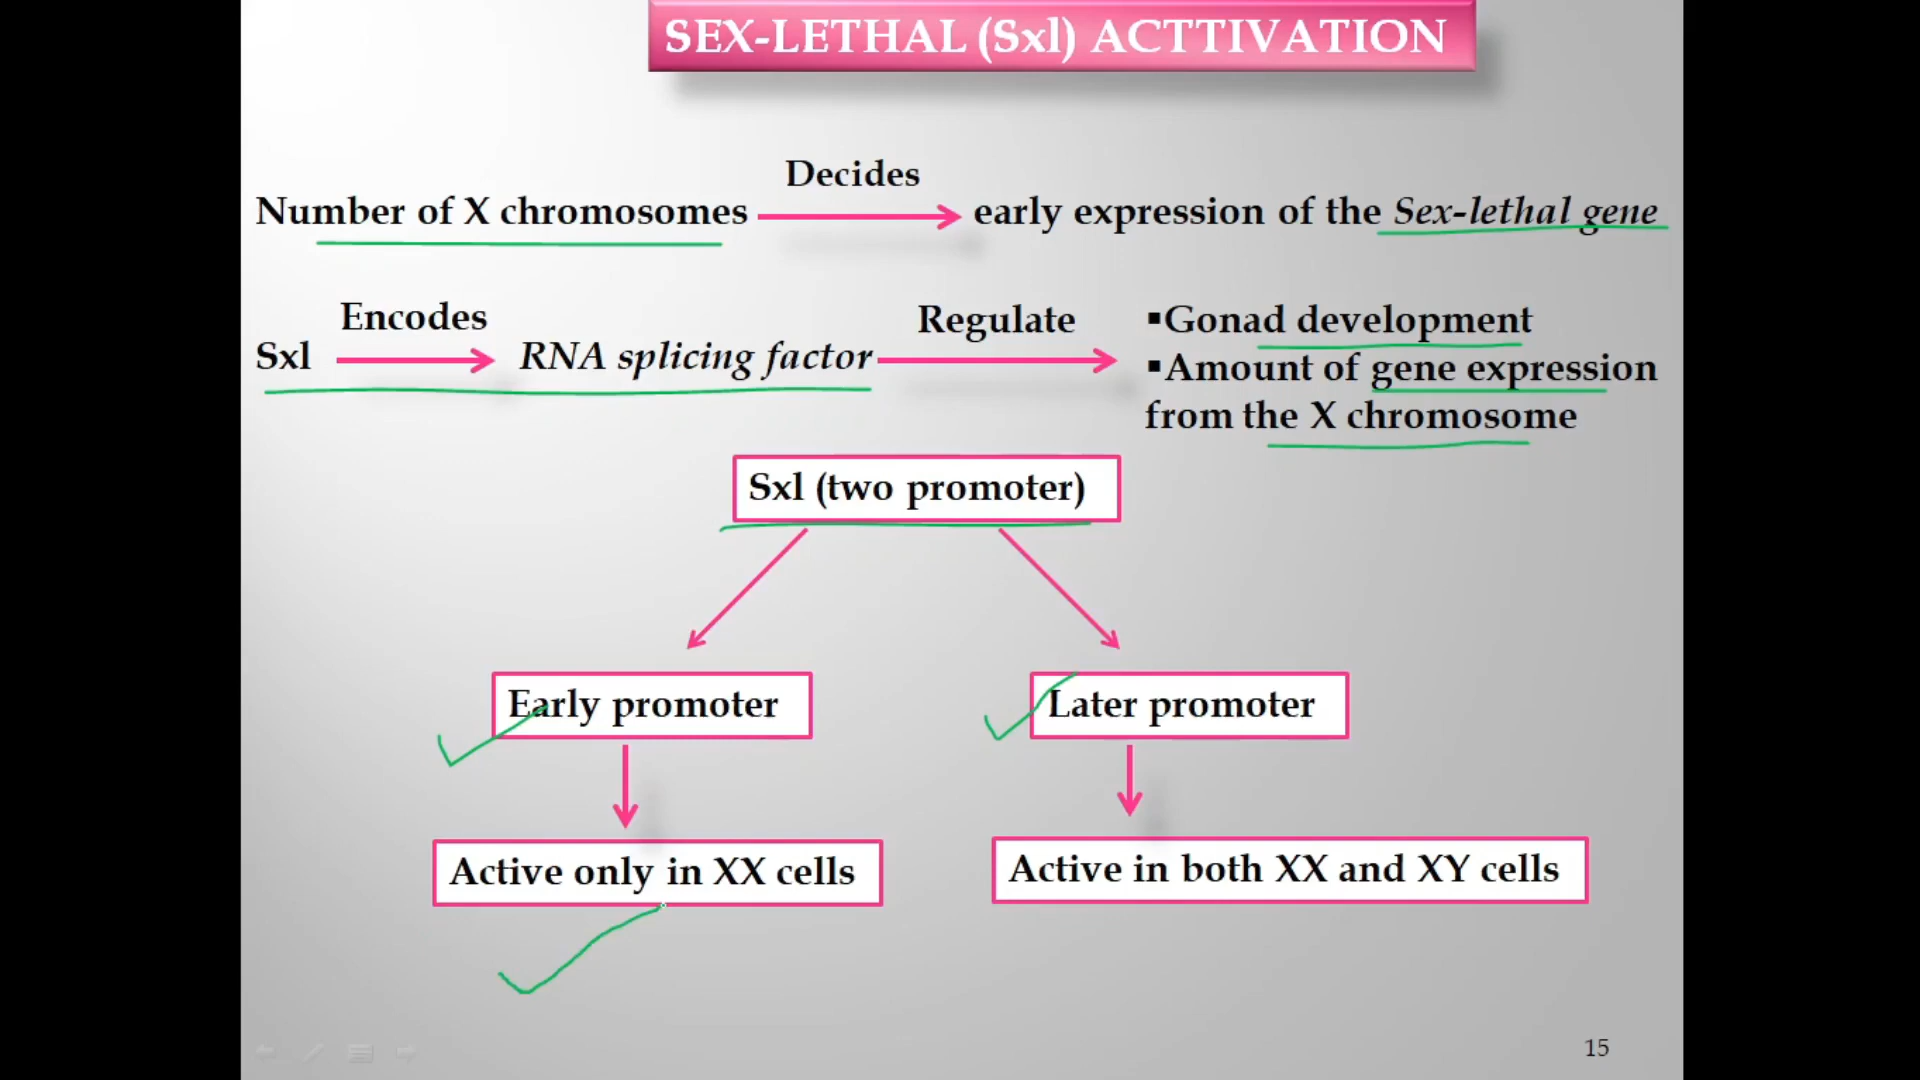 SEX-LETHAL (Sxl) ACTTIVATION
Decides
Number of X chromosomes
early expression of the Sex-lethal gene
Encodes
Regulate
Sxl
RNA splicing factor
▪Gonad development
▪Amount of gene expression
from the X chromosome
Sxl (two promoter)
Early promoter
Later promoter
Active only in XX cells
Active in both XX and XY cells
15